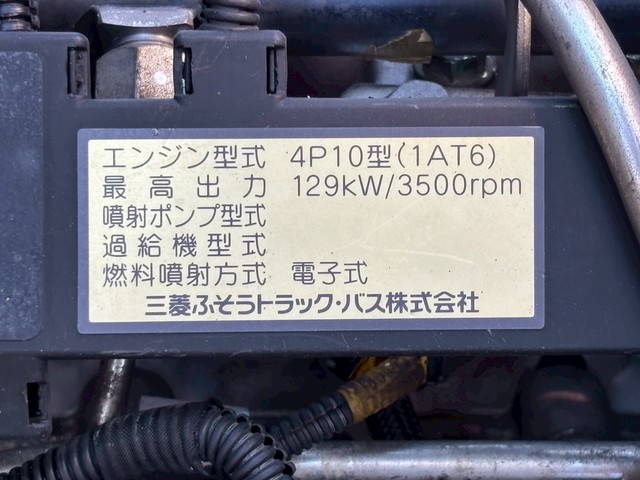 エンジン型式 4P10型(1AT6)
最高出力 129kW/3500rpm
噴射ポンプ型式
過給機型式
燃料噴射方式 電子式
三菱ふそうトラック・バス株式会社